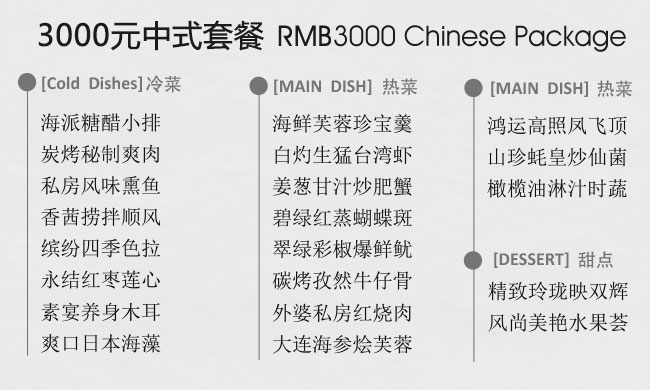 3000元中式套餐 RMB3000 Chinese Package
[Cold Dishes]冷菜
海派糖醋小排
炭烤秘制爽肉
私房风味熏鱼
香茜捞拌顺风
缤纷四季色拉
永结红枣莲心
素宴养身木耳
爽口日本海藻
[MAIN DISH] 热菜
海鲜芙蓉珍宝羹
白灼生猛台湾虾
姜葱甘汁炒肥蟹
碧绿红蒸蝴蝶斑
翠绿彩椒爆鲜鱿
碳烤孜然牛仔骨
外婆私房红烧肉
大连海参烩芙蓉
[MAIN DISH] 热菜
鸿运高照凤飞顶
山珍蚝皇炒仙菌
橄榄油淋汁时蔬
[DESSERT] 甜点
精致玲珑映双辉
风尚美艳水果荟